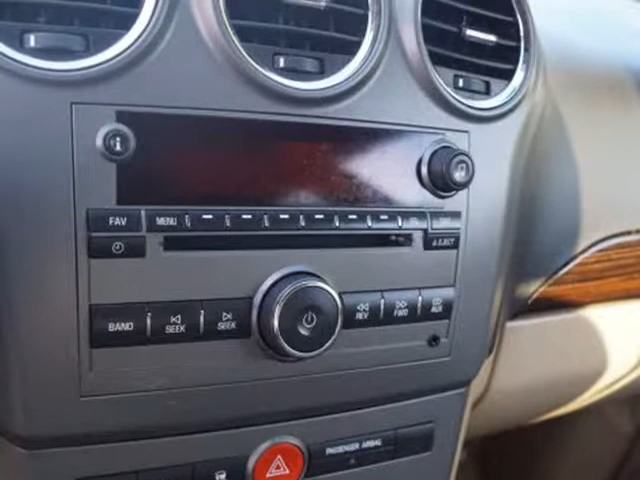 FAV
MENU
EJECT
BAND
SEEK
SEEK
REV
FWD
AUX
PASSENGER AIRBAG